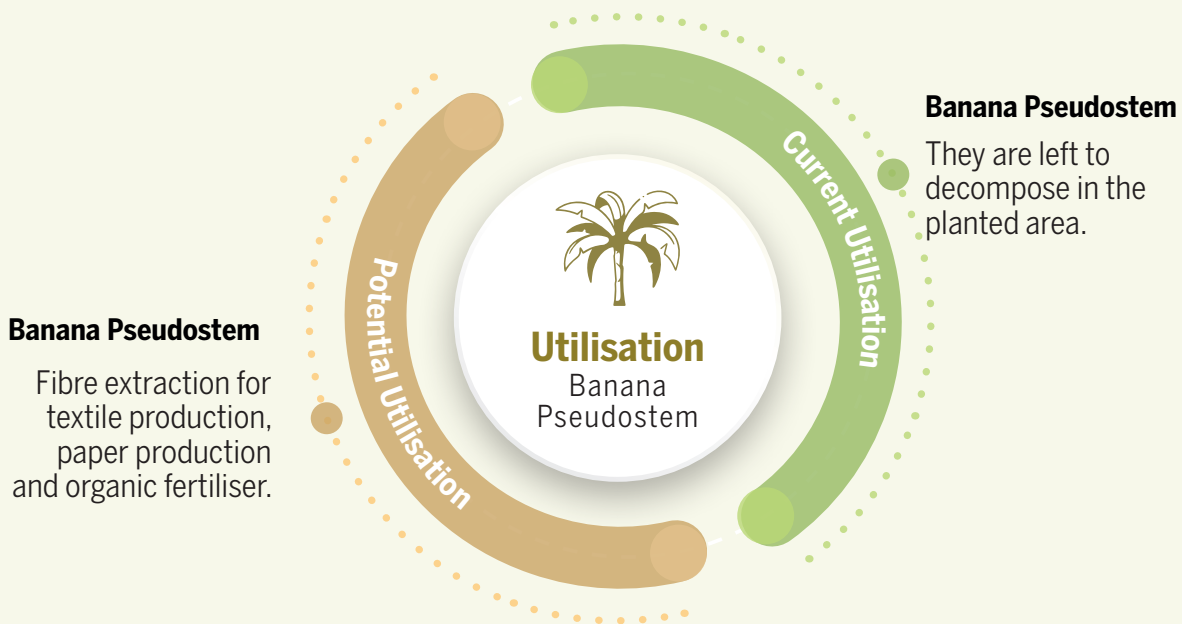 Banana Pseudostem
They are left to
decompose in the
planted area.
Current Utilisation
Utilisation
Banana
Pseudostem
Potential Utilisation
Banana Pseudostem
Fibre extraction for
textile production,
paper production
and organic fertiliser.